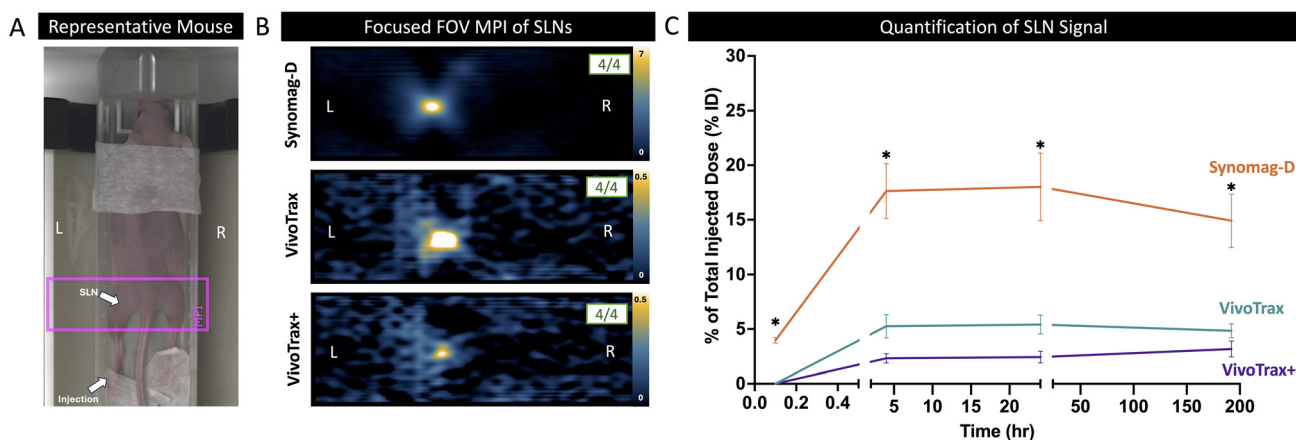 A
Representative Mouse
L
R
SLN
MPI
Injection
B
Focused FOV MPI of SLNs
Synomag-D
L
R
4/4
7
0
VivoTrax
L
R
4/4
0.5
0
VivoTrax+
L
R
4/4
0.5
0
C
Quantification of SLN Signal
% of Total Injected Dose (% ID)
30
25
20
15
10
5
0
*
*
*
*
Synomag-D
VivoTrax
VivoTrax+
0.0 0.2 0.4 5 10 15 20 50 100 150 200
Time (hr)